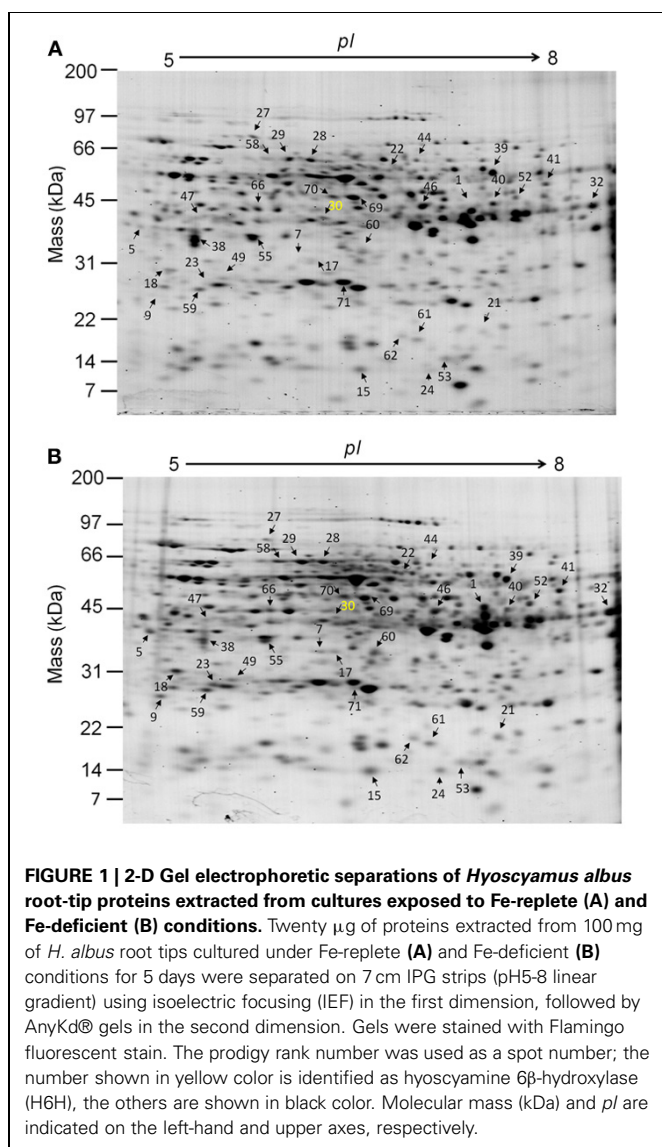 A
pI
5 8
200
97
66
45
31
22
14
7
Mass (kDa)
27
58 29 28 22 44 39 41
47 66 70 30 69 46 1 40 52 32
5 38 55 7 60
18 23 49 17
9 59 71 61 21
62
15 24 53
B
pI
5 8
200
97
66
45
31
22
14
7
Mass (kDa)
27
58 29 28 22 44 39 41
47 66 70 30 69 46 1 40 52 32
5 38 55 7 60
18 23 49 17
9 59 71 61 21
62
15 24 53
FIGURE 1 | 2-D Gel electrophoretic separations of Hyoscyamus albus
root-tip proteins extracted from cultures exposed to Fe-replete (A) and
Fe-deficient (B) conditions. Twenty μg of proteins extracted from 100 mg
of H. albus root tips cultured under Fe-replete (A) and Fe-deficient (B)
conditions for 5 days were separated on 7 cm IPG strips (pH5-8 linear
gradient) using isoelectric focusing (IEF) in the first dimension, followed by
AnyKd® gels in the second dimension. Gels were stained with Flamingo
fluorescent stain. The prodigy rank number was used as a spot number; the
number shown in yellow color is identified as hyoscyamine 6β-hydroxylase
(H6H), the others are shown in black color. Molecular mass (kDa) and pI are
indicated on the left-hand and upper axes, respectively.